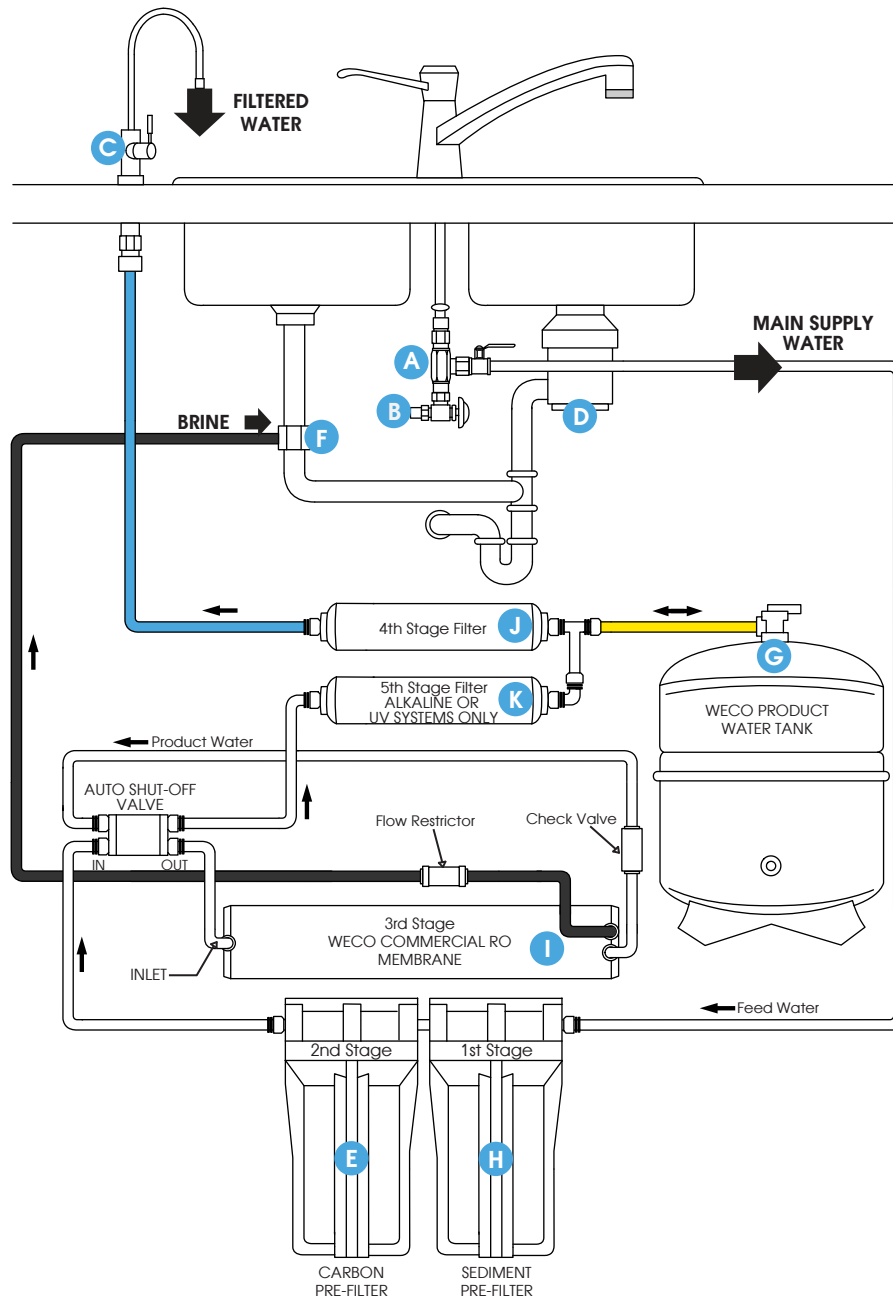 FILTERED
WATER
C
MAIN SUPPLY
WATER
A
B
D
BRINE
F
4th Stage Filter
J
G
5th Stage Filter
ALKALINE OR
UV SYSTEMS ONLY
K
WECO PRODUCT
WATER TANK
Product Water
AUTO SHUT-OFF
VALVE
Flow Restrictor
Check Valve
IN
OUT
3rd Stage
WECO COMMERCIAL RO
MEMBRANE
I
INLET
Feed Water
2nd Stage
1st Stage
E
H
CARBON
PRE-FILTER
SEDIMENT
PRE-FILTER